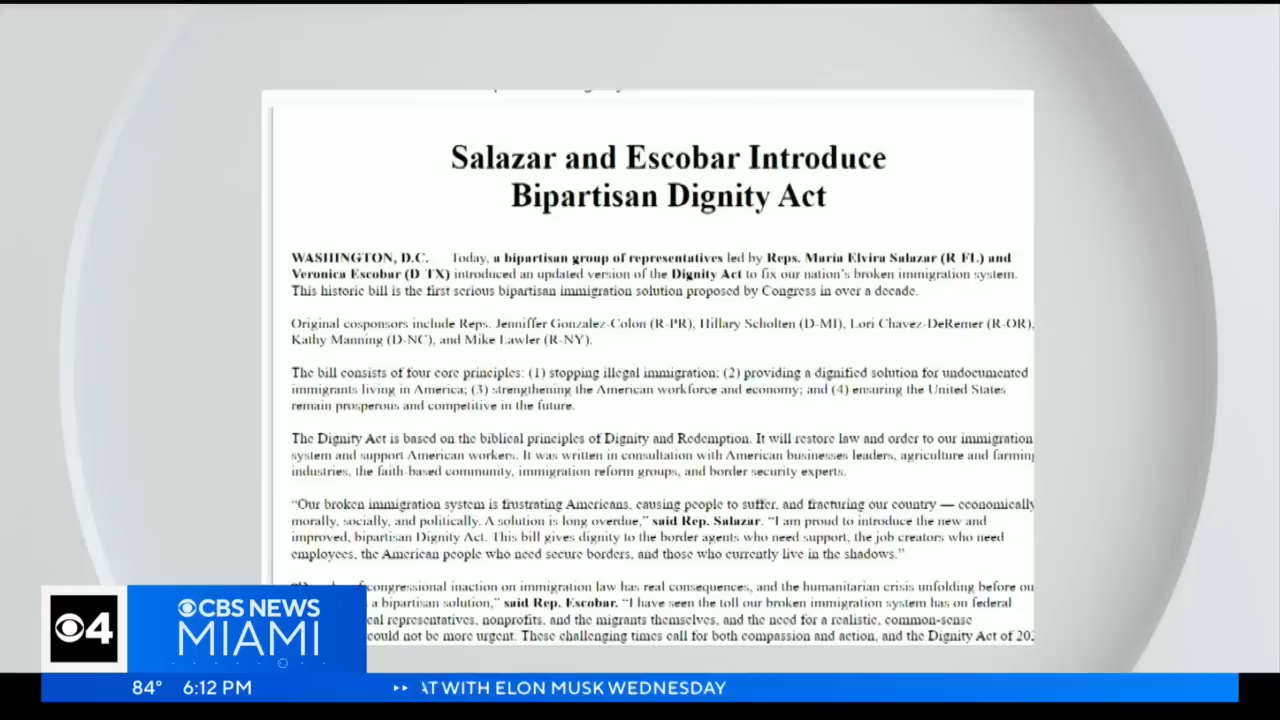 Salazar and Escobar Introduce
Bipartisan Dignity Act
WASHINGTON, D.C. Today, a bipartisan group of representatives led by Reps. María Elvira Salazar (R FL) and
Veronica Escobar (D TX) introduced an updated version of the Dignity Act to fix our nation's broken immigration system.
This historic bill is the first serious bipartisan immigration solution proposed by Congress in over a decade.
Original cosponsors include Reps. Jenniffer Gonzalez-Colon (R-PR), Hillary Scholten (D-MI), Lori Chavez-DeRemer (R-OR),
Kathy Manning (D-NC), and Mike Lawler (R-NY).
The bill consists of four core principles: (1) stopping illegal immigration; (2) providing a dignified solution for undocumented
immigrants living in America; (3) strengthening the American workforce and economy; and (4) ensuring the United States
remain prosperous and competitive in the future.
The Dignity Act is based on the biblical principles of Dignity and Redemption. It will restore law and order to our immigration
system and support American workers. It was written in consultation with American businesses leaders, agriculture and farming
industries, the faith-based community, immigration reform groups, and border security experts.
“Our broken immigration system is frustrating Americans, causing people to suffer, and fracturing our country — economically
morally, socially, and politically. A solution is long overdue,” said Rep. Salazar. “I am proud to introduce the new and
improved, bipartisan Dignity Act. This bill gives dignity to the border agents who need support, the job creators who need
employees, the American people who need secure borders, and those who currently live in the shadows.”
congressional inaction on immigration law has real consequences, and the humanitarian crisis unfolding before ou
a bipartisan solution,” said Rep. Escobar. “I have seen the toll our broken immigration system has on federal
cal representatives, nonprofits, and the migrants themselves, and the need for a realistic, common-sense
could not be more urgent. These challenging times call for both compassion and action, and the Dignity Act of 202
4
CBS NEWS
MIAMI
84° 6:12 PM AT WITH ELON MUSK WEDNESDAY